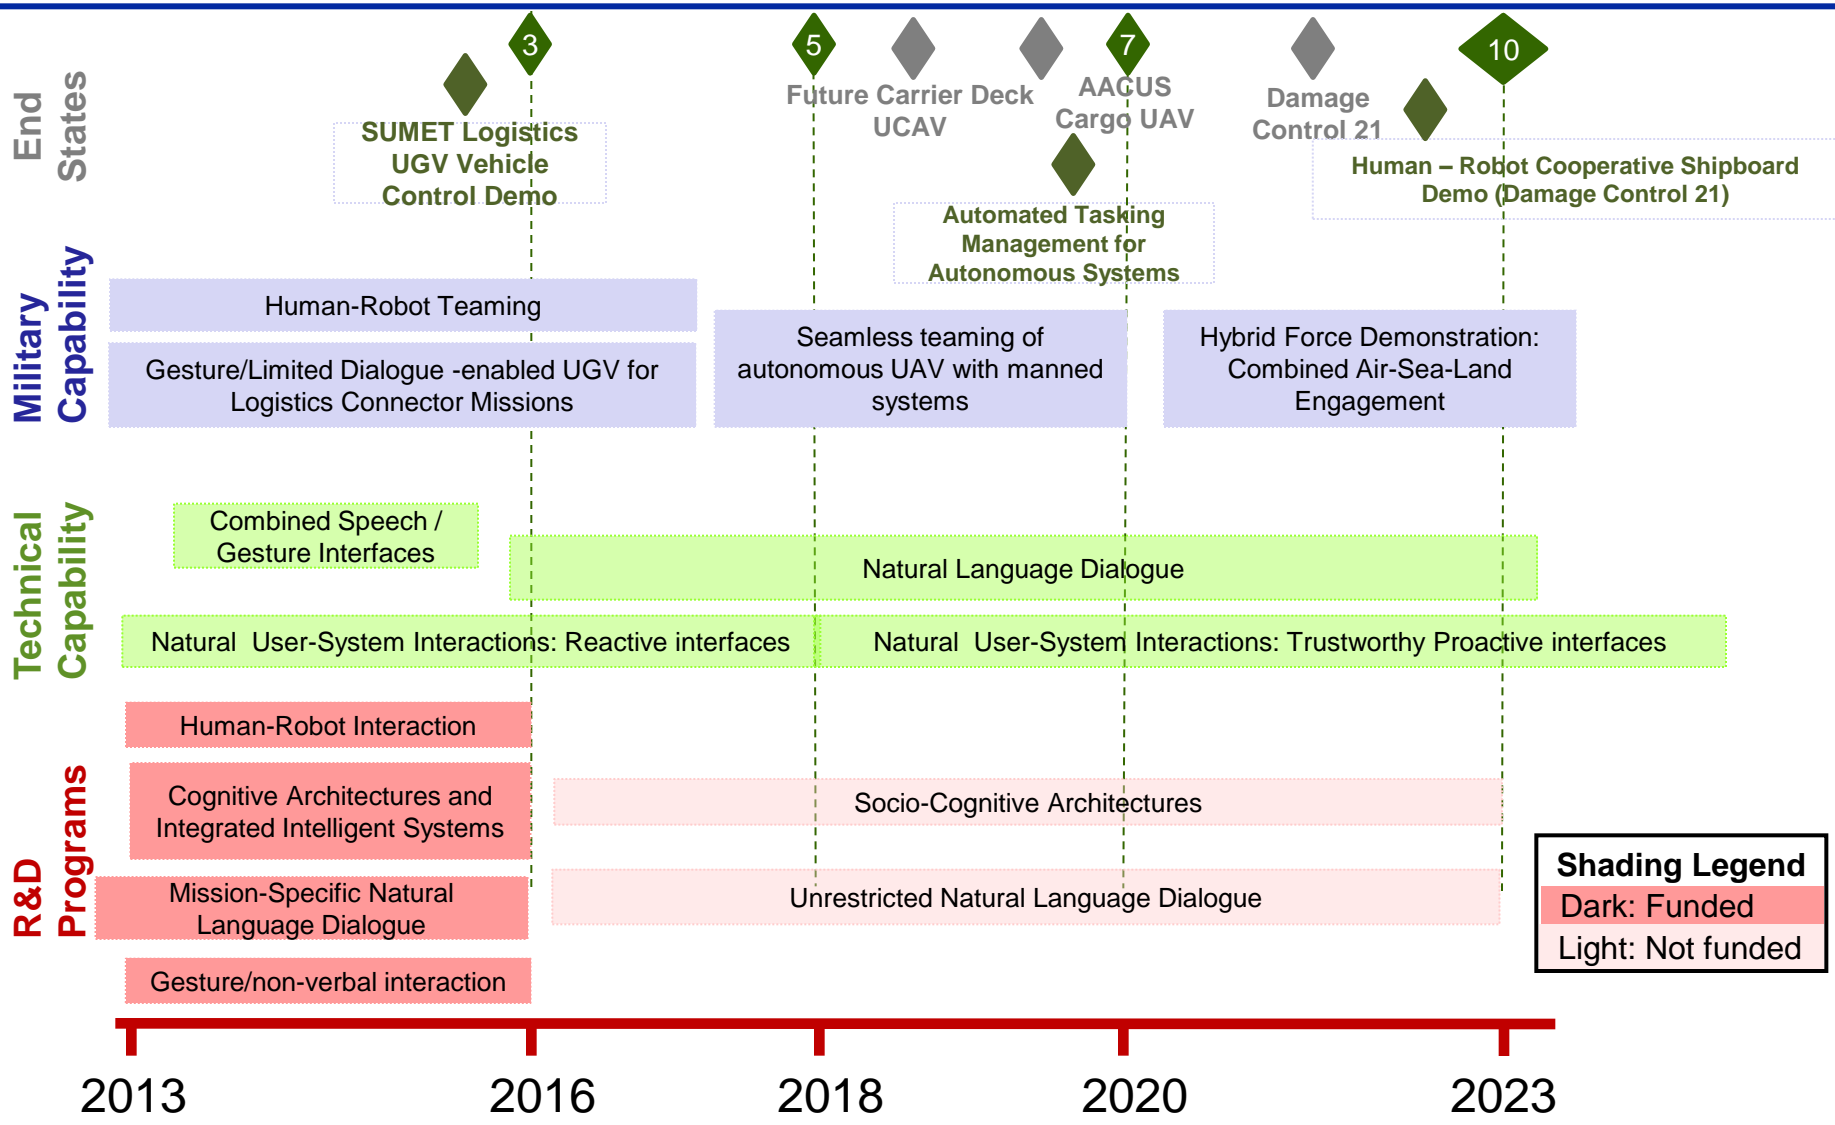 End
States
3
5
7
10
SUMET Logistics
UGV Vehicle
Control Demo
Future Carrier Deck
UCAV
AACUS
Cargo UAV
Damage
Control 21
Automated Tasking
Management for
Autonomous Systems
Human – Robot Cooperative Shipboard
Demo (Damage Control 21)
Military
Capability
Human-Robot Teaming
Gesture/Limited Dialogue -enabled UGV for
Logistics Connector Missions
Seamless teaming of
autonomous UAV with manned
systems
Hybrid Force Demonstration:
Combined Air-Sea-Land
Engagement
Technical
Capability
Combined Speech /
Gesture Interfaces
Natural Language Dialogue
Natural User-System Interactions: Reactive interfaces
Natural User-System Interactions: Trustworthy Proactive interfaces
R&D
Programs
Human-Robot Interaction
Cognitive Architectures and
Integrated Intelligent Systems
Socio-Cognitive Architectures
Mission-Specific Natural
Language Dialogue
Unrestricted Natural Language Dialogue
Gesture/non-verbal interaction
Shading Legend
Dark: Funded
Light: Not funded
2013
2016
2018
2020
2023